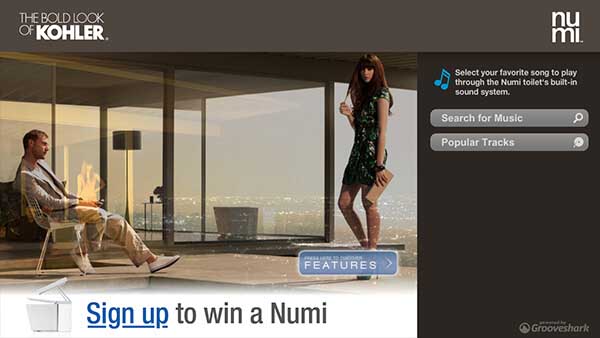 THE BOLD LOOK
OF KOHLER.
numi
Select your favorite song to play
through the Numi toilet's built-in
sound system.
Search for Music
Popular Tracks
PRESS HERE TO DISCOVER
FEATURES
Sign up to win a Numi
powered by
Grooveshark